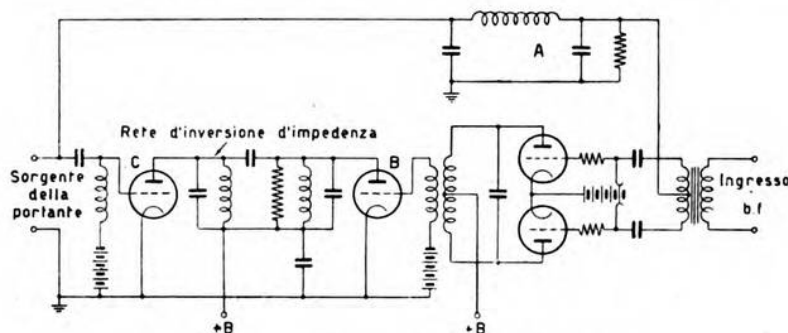 A
Rete d'inversione d'impedenza
C
B
Sorgente
della
portante
Ingresso
b.f
+B
+B